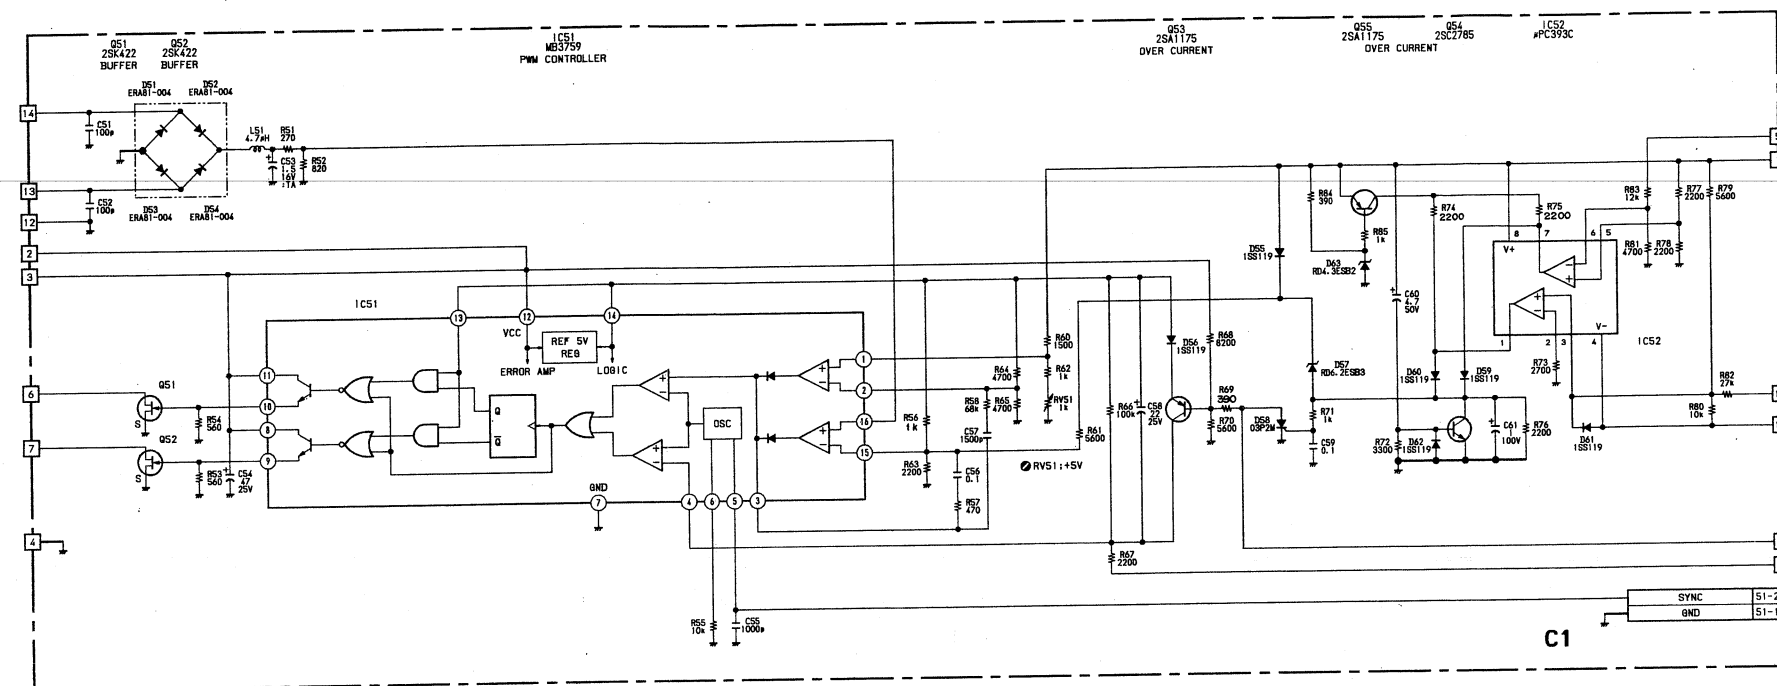 Q51
2SK422
BUFFER
Q52
2SK422
BUFFER
IC51
MB3759
PWM CONTROLLER
Q53
2SA1175
OVER CURRENT
Q55
2SA1175
Q54
2SC2785
OVER CURRENT
IC52
µPC393C
D51
ERA81-004
D52
ERA81-004
14
C51
100p
L51
4.7µH
R51
270
C53
1.5
16V
:TA
R52
820
13
C52
100p
D53
ERA81-004
D54
ERA81-004
12
2
3
R84
390
R85
1k
D55
1SS119
D63
RD4.3ESB2
R74
2200
R75
2200
R83
12k
R77
2200
R79
5600
R81
4700
R78
2200
V+
8
7
6
5
C60
4.7
50V
IC51
13
12
14
VCC
REF 5V
REG
ERROR AMP
LOGIC
R60
1500
R68
8200
D56
1SS119
V-
1
2
3
4
IC52
11
10
8
9
1
2
16
15
R64
4700
R62
1k
R58
68k
R65
4700
RV51
1k
D57
RD6.2ESB3
D60
1SS119
D59
1SS119
R73
2700
R82
27k
R80
10k
6
Q51
S
R54
560
Q
Q
OSC
R56
1k
C57
1500p
R61
5600
R66
100k
C58
22
25V
R69
390
R70
5600
D58
03P2M
R71
1k
C59
0.1
R72
3300
D62
1SS119
C61
1
100V
R76
2200
D61
1SS119
7
Q52
S
R53
560
C54
47
25V
R63
2200
C56
0.1
R57
470
RV51;+5V
GND
7
4
6
5
3
4
R67
2200
R55
10k
C55
1000p
SYNC
51-2
GND
51-1
C1